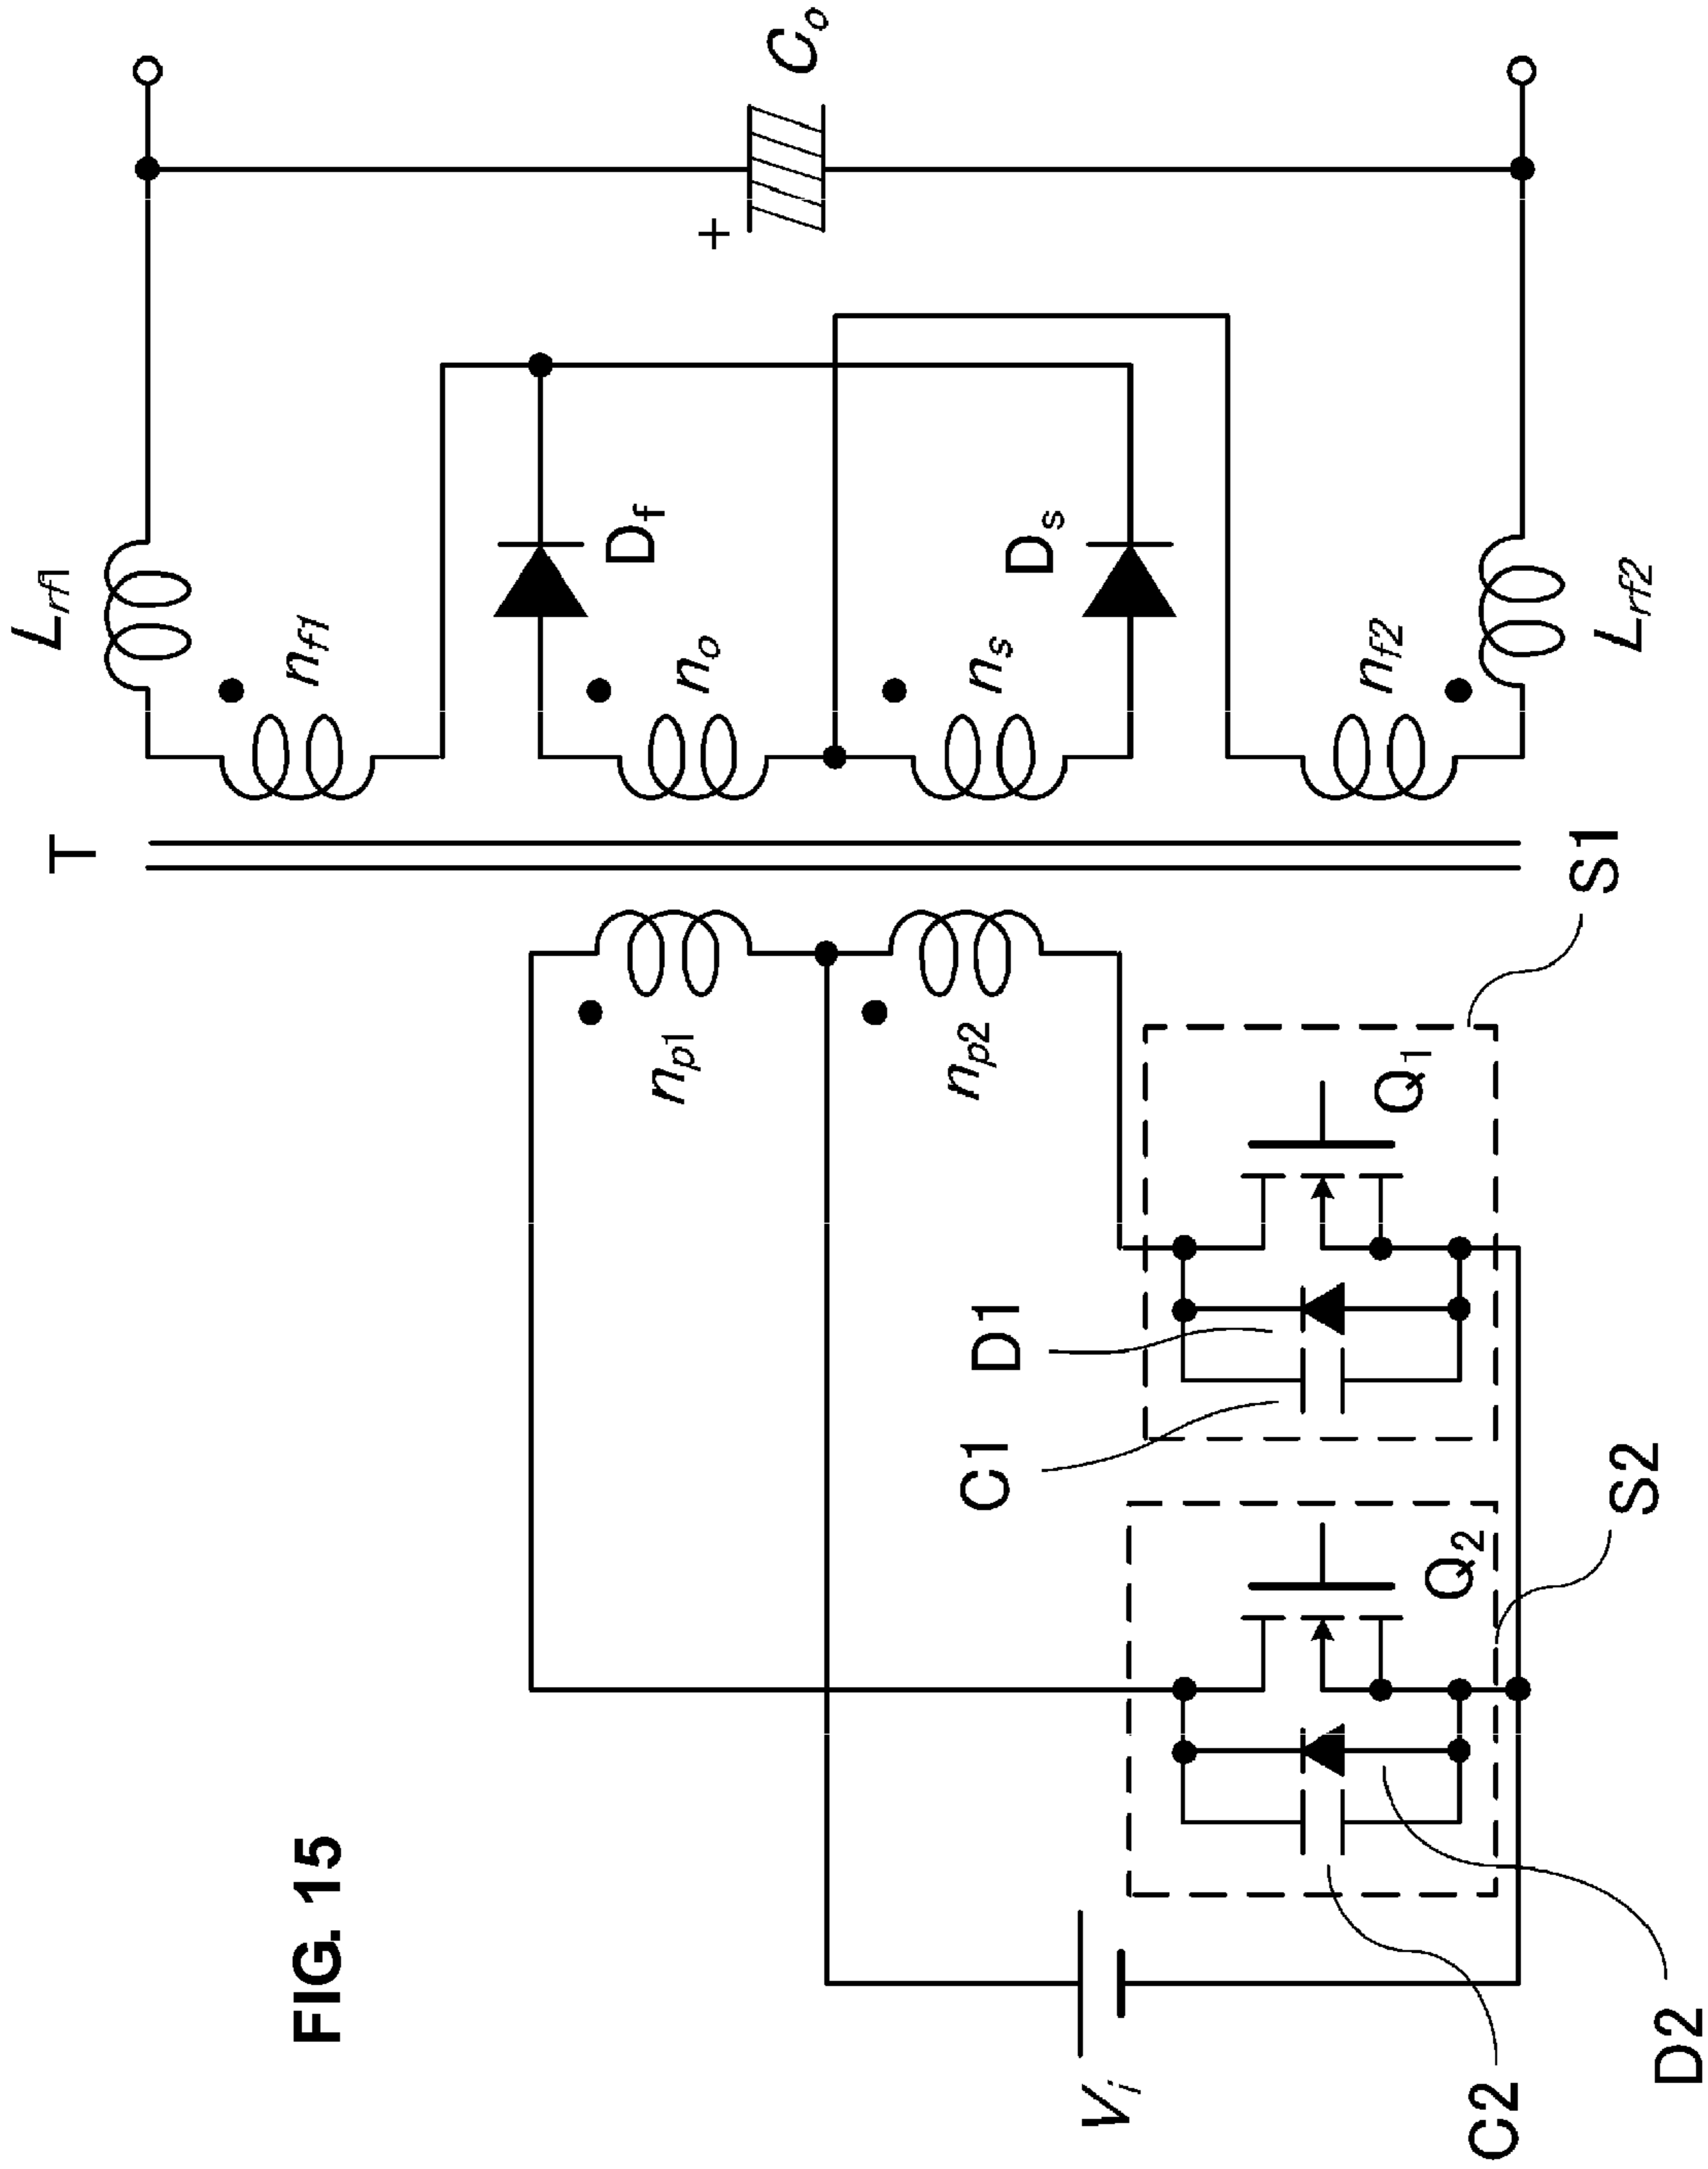 FIG. 15
T
L_rf1
n_f1
D_f
n_o
C_o
+
n_p1
n_p2
n_s
D_s
n_f2
L_rf2
V_i
C2
D2
S2
Q_2
C1
D1
Q_1
S1